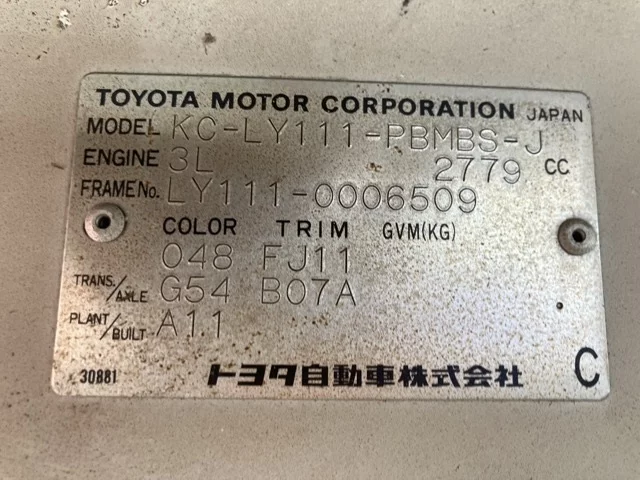 TOYOTA MOTOR CORPORATION JAPAN
MODEL KC-LY111-PBMBS-J
ENGINE 3L 2779 CC
FRAME No. LY111-0006509
COLOR TRIM GVM(KG)
048 FJ11
TRANS./AXLE G54 B07A
PLANT/BUILT A11
30881 トヨタ自動車株式会社 C